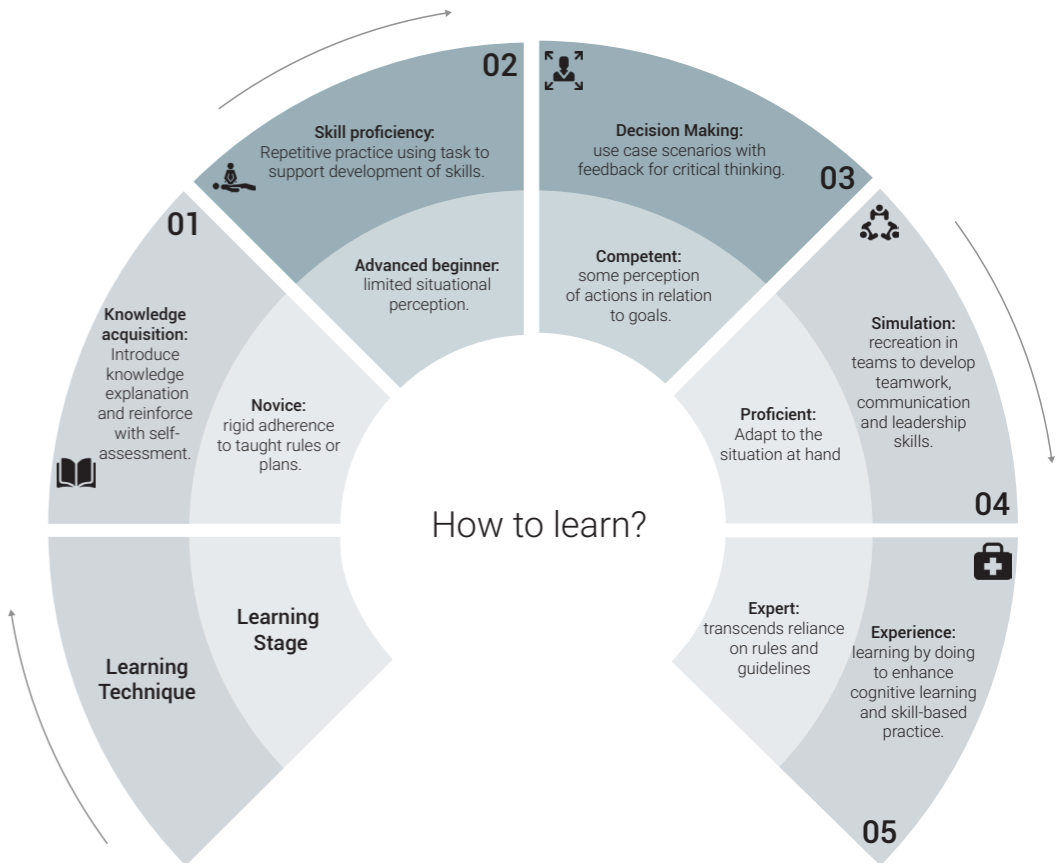 How to learn?
Learning
Technique
Learning
Stage
01
Knowledge
acquisition:
Introduce
knowledge
explanation
and reinforce
with self-
assessment.
Novice:
rigid adherence
to taught rules or
plans.
02
Skill proficiency:
Repetitive practice using task to
support development of skills.
Advanced beginner:
limited situational
perception.
03
Decision Making:
use case scenarios with
feedback for critical thinking.
Competent:
some perception
of actions in relation
to goals.
04
Simulation:
recreation in
teams to develop
teamwork,
communication
and leadership
skills.
Proficient:
Adapt to the
situation at hand
05
Experience:
learning by doing
to enhance
cognitive learning
and skill-based
practice.
Expert:
transcends reliance
on rules and
guidelines